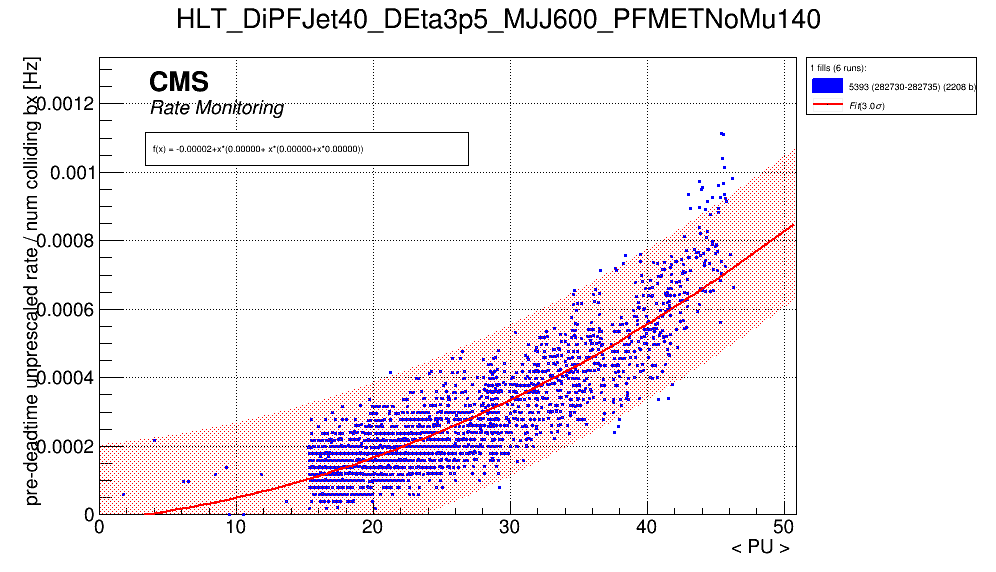 HLT_DiPFJet40_DEta3p5_MJJ600_PFMETNoMu140
pre-deadtime unprescaled rate / num colliding bx [Hz]
CMS
Rate Monitoring
f(x) = -0.00002+x*(0.00000+ x*(0.00000+x*0.00000))
1 fills (6 runs):
5393 (282730-282735) (2208 b)
Fit(3.0σ)
0.0012
0.001
0.0008
0.0006
0.0004
0.0002
0
0 10 20 30 40 50
< PU >